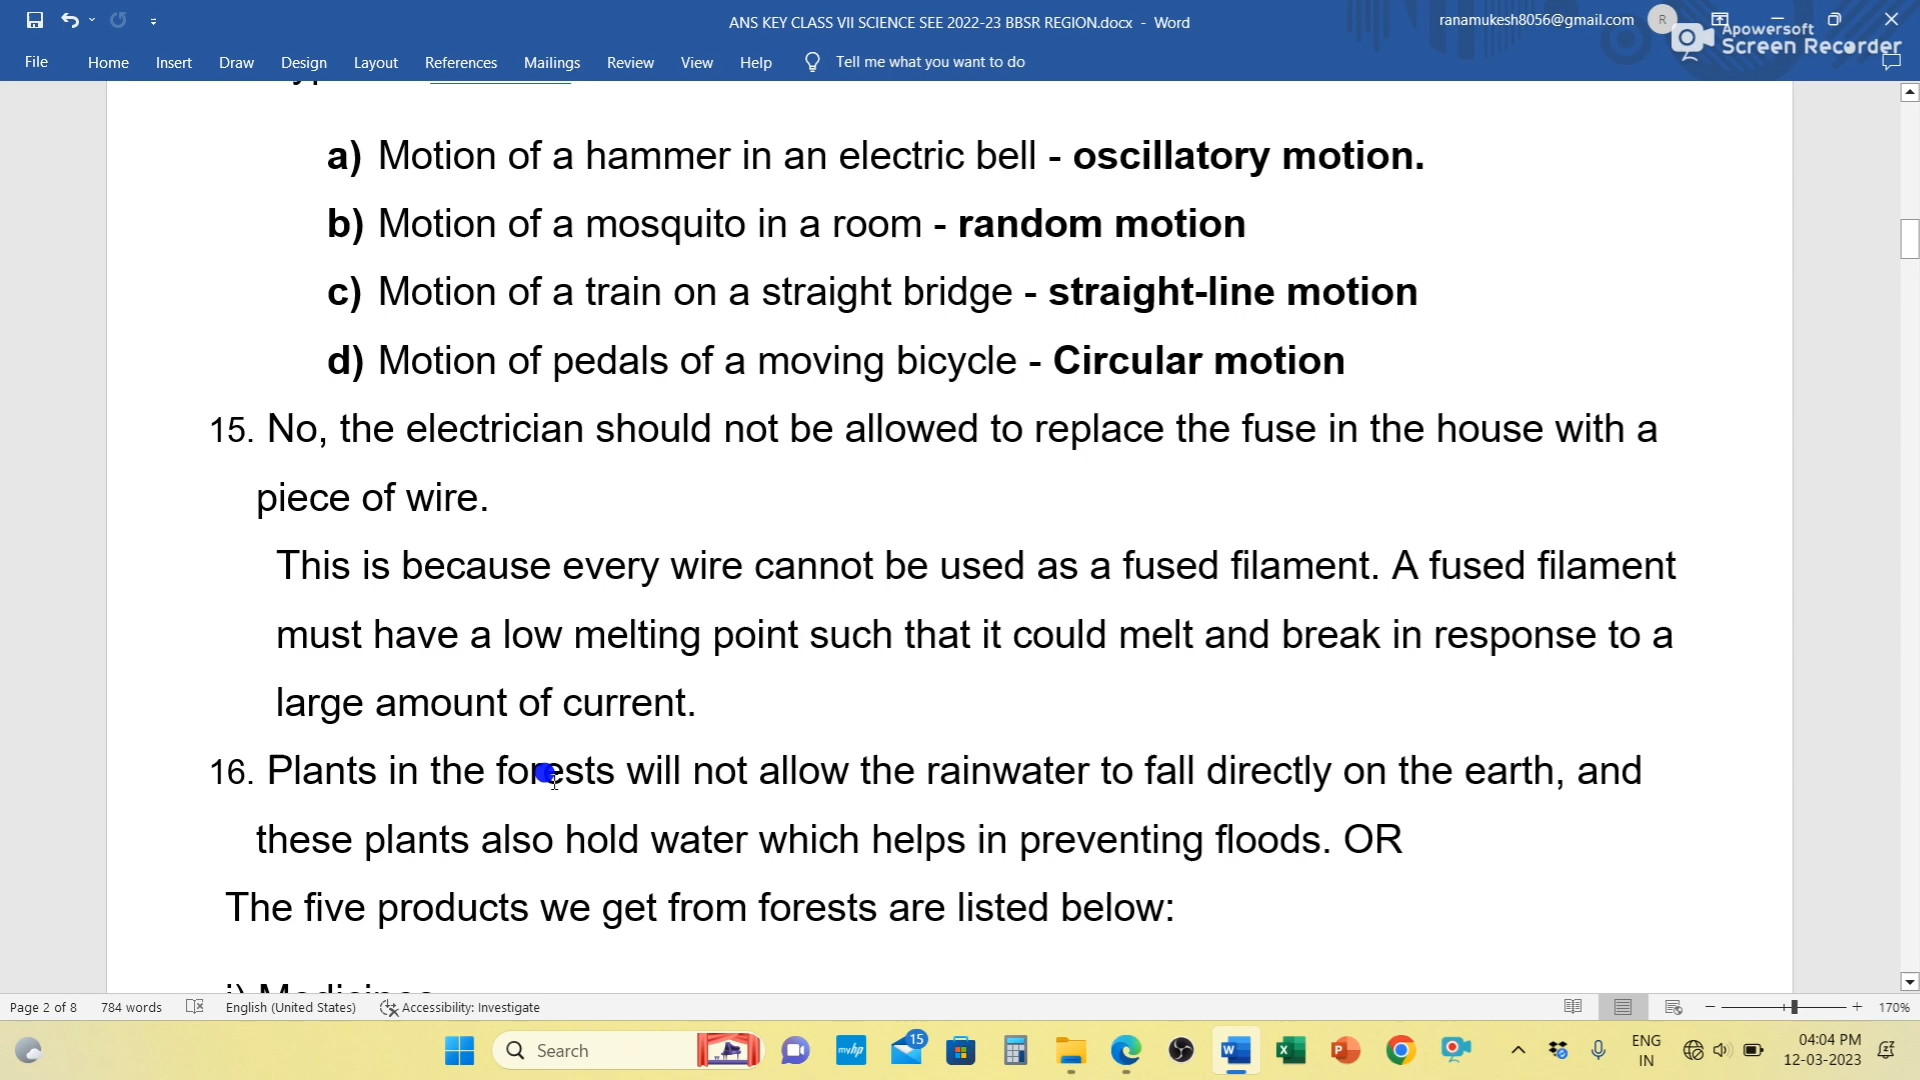 ANS KEY CLASS VII SCIENCE SEE 2022-23 BBSR REGION.docx - Word
ranamukesh8056@gmail.com
R
Apowersoft
Screen Recorder
File Home Insert Draw Design Layout References Mailings Review View Help Tell me what you want to do
a) Motion of a hammer in an electric bell - oscillatory motion.
b) Motion of a mosquito in a room - random motion
c) Motion of a train on a straight bridge - straight-line motion
d) Motion of pedals of a moving bicycle - Circular motion
15. No, the electrician should not be allowed to replace the fuse in the house with a
piece of wire.
This is because every wire cannot be used as a fused filament. A fused filament
must have a low melting point such that it could melt and break in response to a
large amount of current.
16. Plants in the forests will not allow the rainwater to fall directly on the earth, and
these plants also hold water which helps in preventing floods. OR
The five products we get from forests are listed below:
i) Medicines
Page 2 of 8 784 words English (United States) Accessibility: Investigate 170%
Search
myhp
15
ENG
IN
04:04 PM
12-03-2023